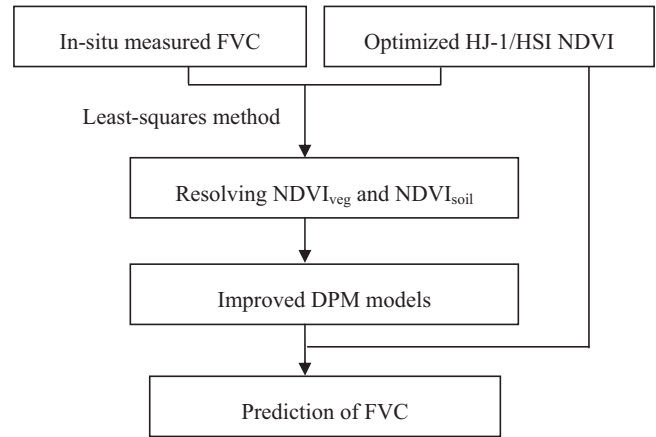 In-situ measured FVC
Optimized HJ-1/HSI NDVI
Least-squares method
Resolving NDVIveg and NDVIsoil
Improved DPM models
Prediction of FVC